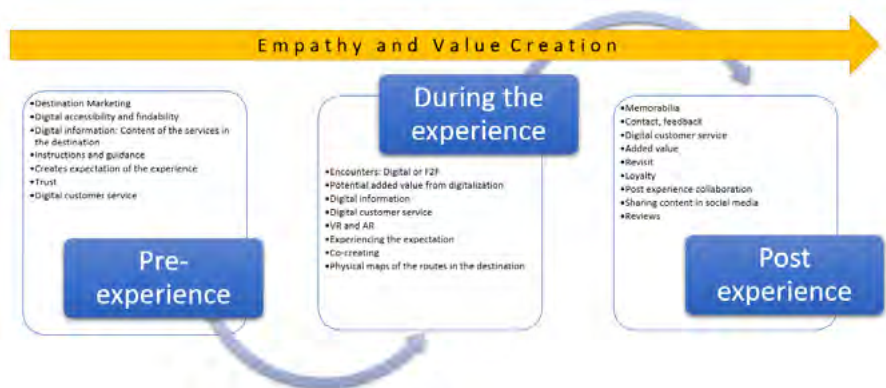 Empathy and Value Creation
•Destination Marketing
•Digital accessibility and findability
•Digital information: Content of the services in
the destination
•Instructions and guidance
•Creates expectation of the experience
•Trust
•Digital customer service
Pre-
experience
During the
experience
•Encounters: Digital or F2F
•Potential added value from digitalization
•Digital information
•Digital customer service
•VR and AR
•Experiencing the expectation
•Co-creating
•Physical maps of the routes in the destination
•Memorabilia
•Contact, feedback
•Digital customer service
•Added value
•Revisit
•Loyalty
•Post experience collaboration
•Sharing content in social media
•Reviews
Post
experience